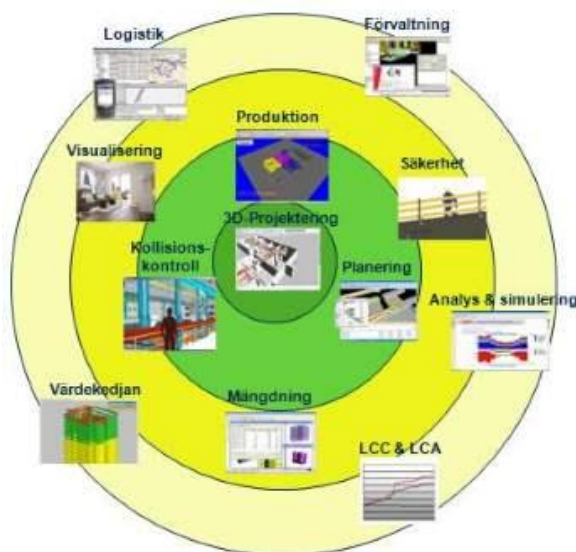 Logistik
Förvaltning
Produktion
Visualisering
Säkerhet
3D-Projektering
Kollisions-
kontroll
Planering
Analys & simulering
Värdekedjan
Mängdning
LCC & LCA